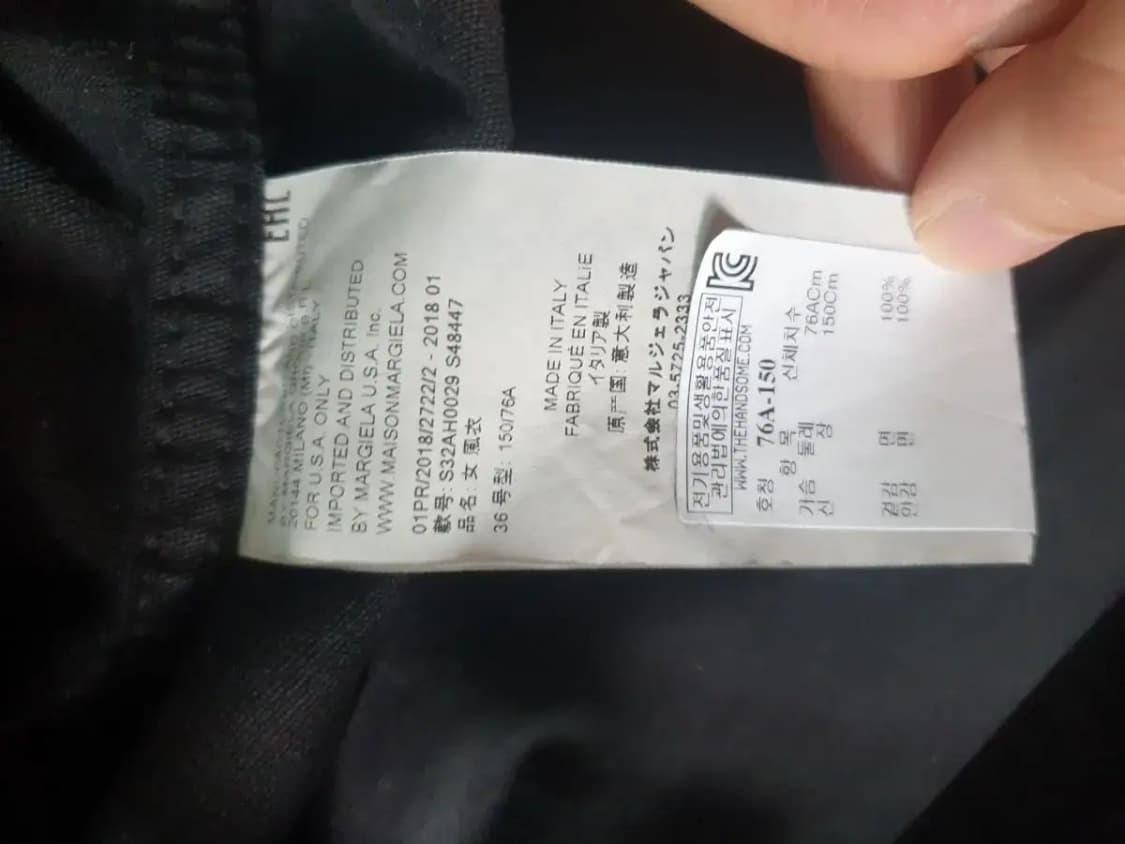 EAC
20144 MILANO (MI) ITALY
FOR U.S.A. ONLY
IMPORTED AND DISTRIBUTED
BY MARGIELA U.S.A. Inc.
WWW.MAISONMARGIELA.COM
01PR/2018/2722/2 - 2018 01
款号: S32AH0029 S48447
品名: 女 風衣
36 号型: 150/76A
MADE IN ITALY
FABRIQUÉ EN ITALIE
イタリア製
原产国: 意大利製造
株式会社マルジェラジャパン
03-5725-2333
전기용품및생활용품안전
관리법에의한품질표시
WWW.THEHANDSOME.COM
호칭 76A-150
항 목 신체치수
가슴 둘레 76ACm
신 장 150Cm
겉감 면 100%
안감 면 100%